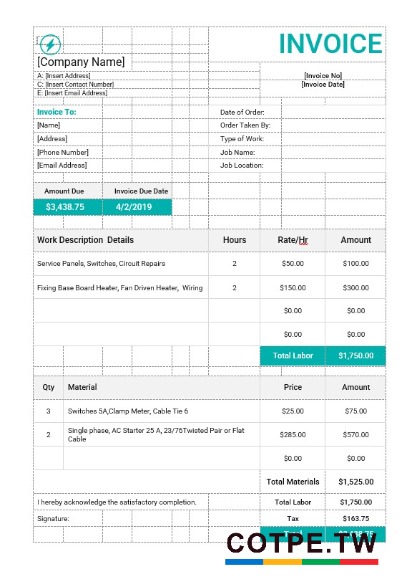 INVOICE
[Company Name]
A: [Insert Address]
C: [Insert Contact Number]
E: [Insert Email Address]
[Invoice No]
[Invoice Date]
Invoice To:
[Name]
[Address]
[Phone Number]
[Email Address]
Date of Order:
Order Taken By:
Type of Work:
Job Name:
Job Location:
Amount Due Invoice Due Date
$3,438.75 4/2/2019
Work Description Details Hours Rate/Hr Amount
Service Panels, Switches, Circuit Repairs 2 $50.00 $100.00
Fixing Base Board Heater, Fan Driven Heater, Wiring 2 $150.00 $300.00
$0.00 $0.00
$0.00 $0.00
Total Labor $1,750.00
Qty Material Price Amount
3 Switches 5A,Clamp Meter, Cable Tie 6 $25.00 $75.00
2 Single phase, AC Starter 25 A, 23/76Twisted Pair or Flat
Cable $285.00 $570.00
$0.00 $0.00
Total Materials $1,525.00
I hereby acknowledge the satisfactory completion. Total Labor $1,750.00
Signature: Tax $163.75
COTPE.TW